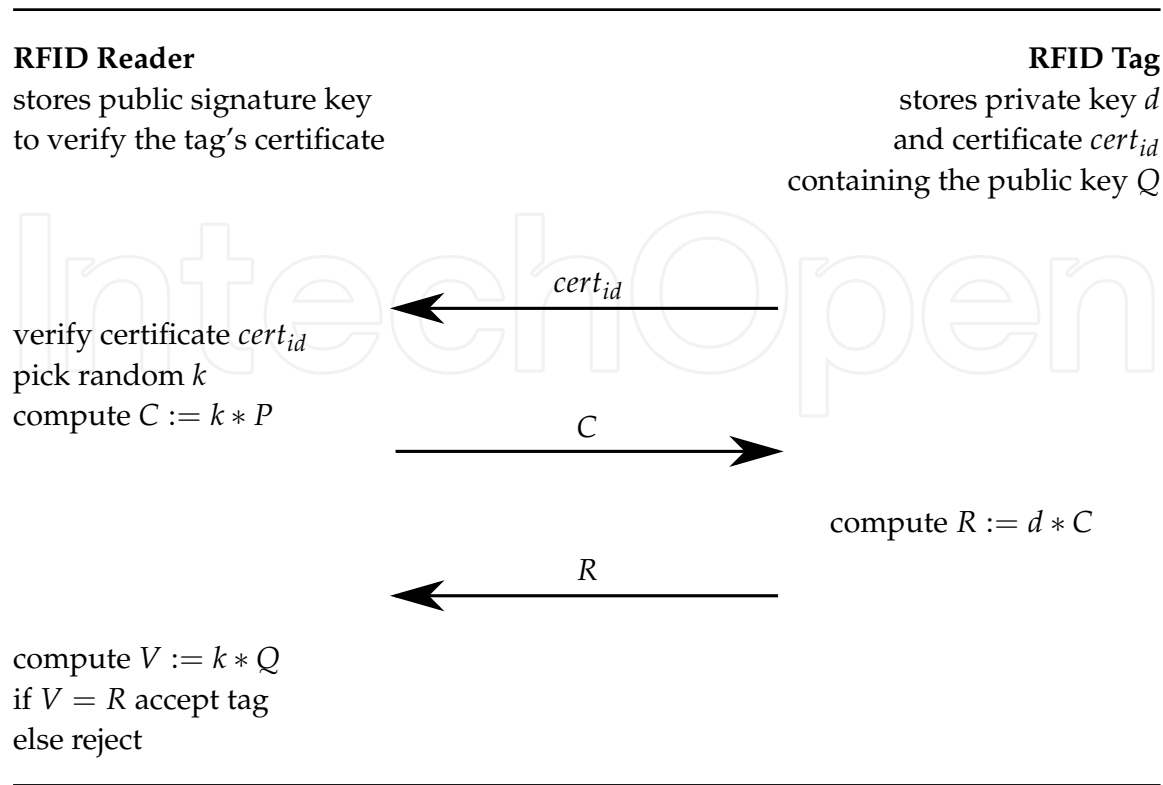 RFID Reader
stores public signature key
to verify the tag's certificate
RFID Tag
stores private key d
and certificate cert_id
containing the public key Q
IntechOpen
cert_id
verify certificate cert_id
pick random k
compute C := k * P
C
compute R := d * C
R
compute V := k * Q
if V = R accept tag
else reject